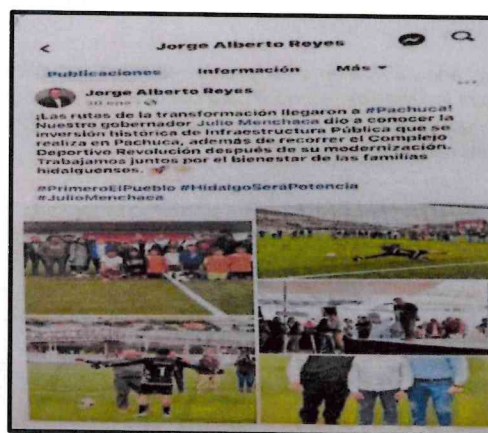 Jorge Alberto Reyes
Publicaciones Información Más
Jorge Alberto Reyes
30 ene
¡Las rutas de la transformación llegaron a #Pachuca!
Nuestro gobernador Julio Menchaca dio a conocer la
inversión histórica de Infraestructura Pública que se
realiza en Pachuca, además de recorrer el Complejo
Deportivo Revolución después de su modernización.
Trabajamos juntos por el bienestar de las familias
hidalguenses.
#PrimeroElPueblo #HidalgoSeráPotencia
#JulioMenchaca